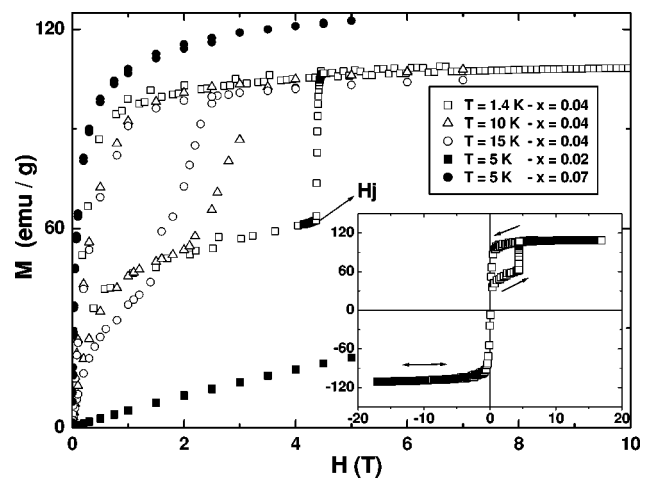 120
60
0
M (emu / g)
T = 1.4 K - x = 0.04
T = 10 K - x = 0.04
T = 15 K - x = 0.04
T = 5 K - x = 0.02
T = 5 K - x = 0.07
Hj
120
60
0
-60
-120
-20 -10 0 10 20
0 2 4 6 8 10
H (T)